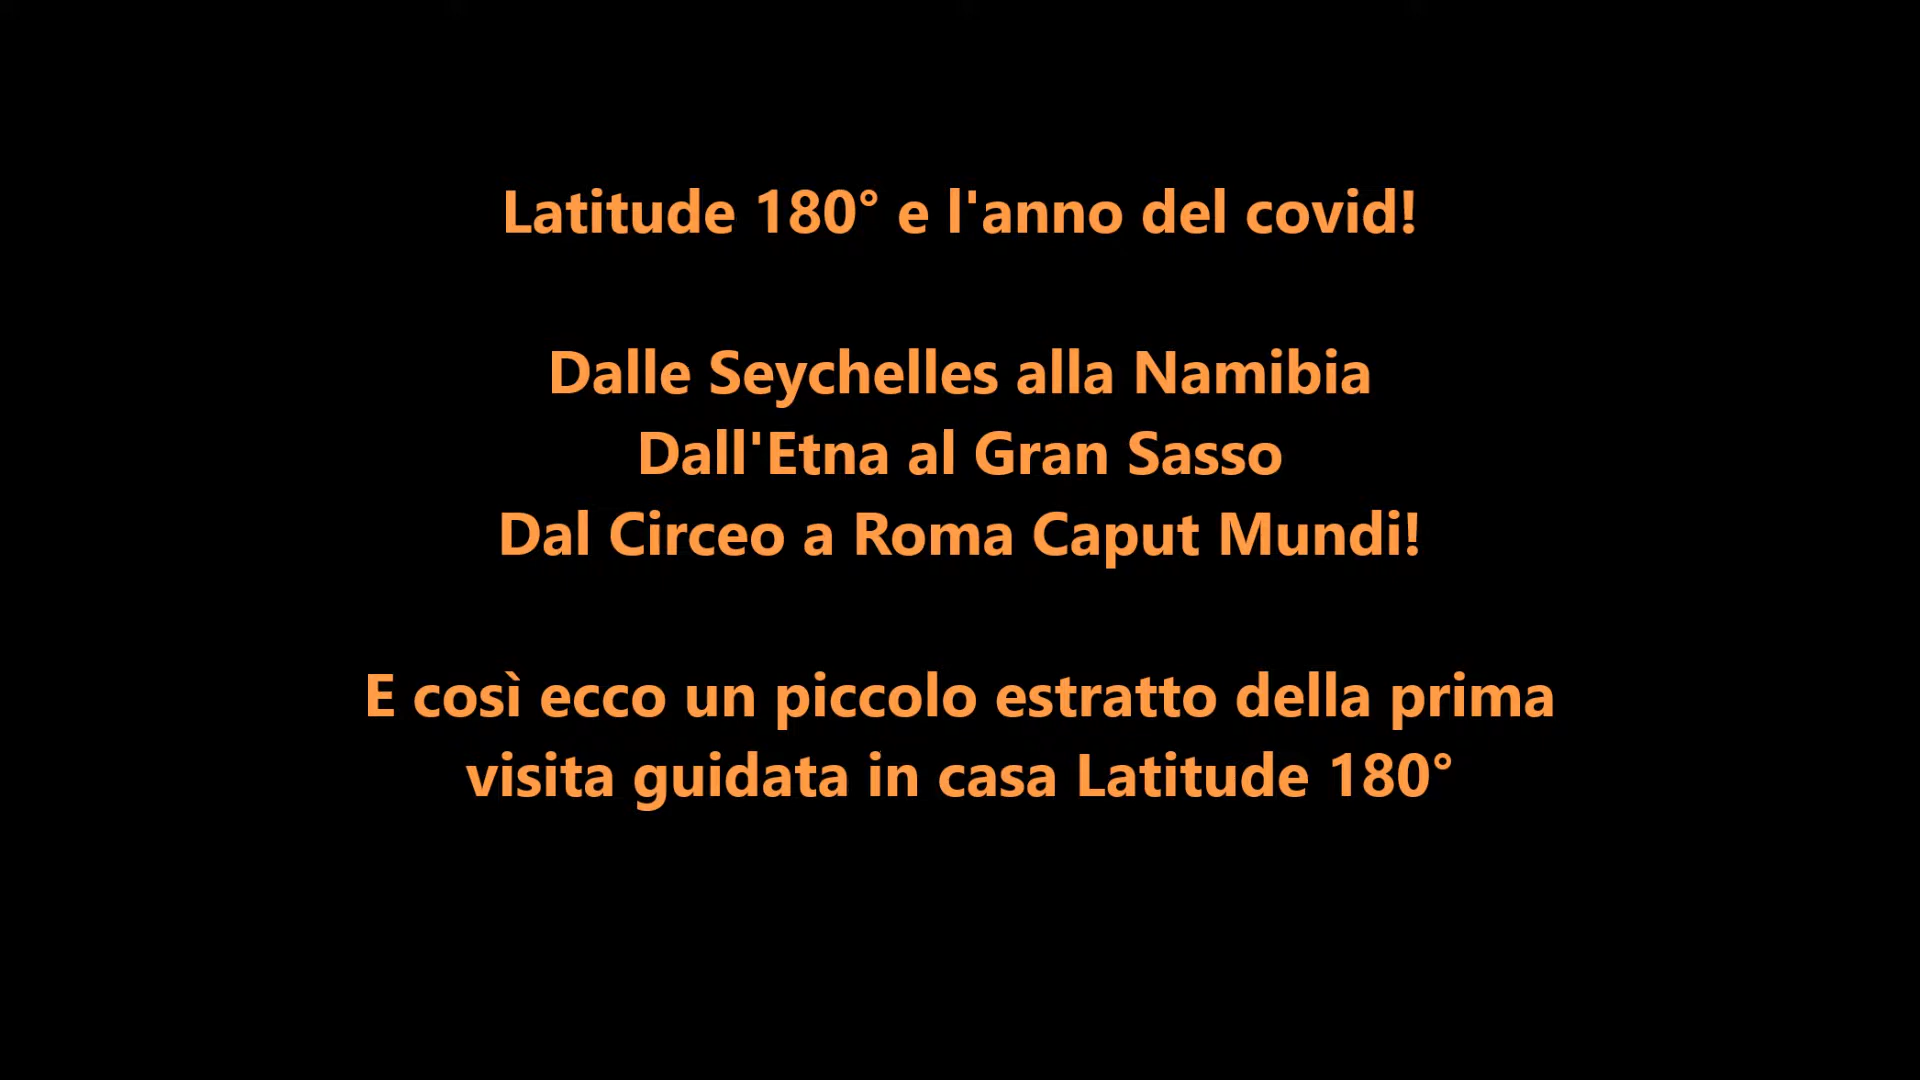 Latitude 180° e l'anno del covid!
Dalle Seychelles alla Namibia
Dall'Etna al Gran Sasso
Dal Circeo a Roma Caput Mundi!
E così ecco un piccolo estratto della prima
visita guidata in casa Latitude 180°